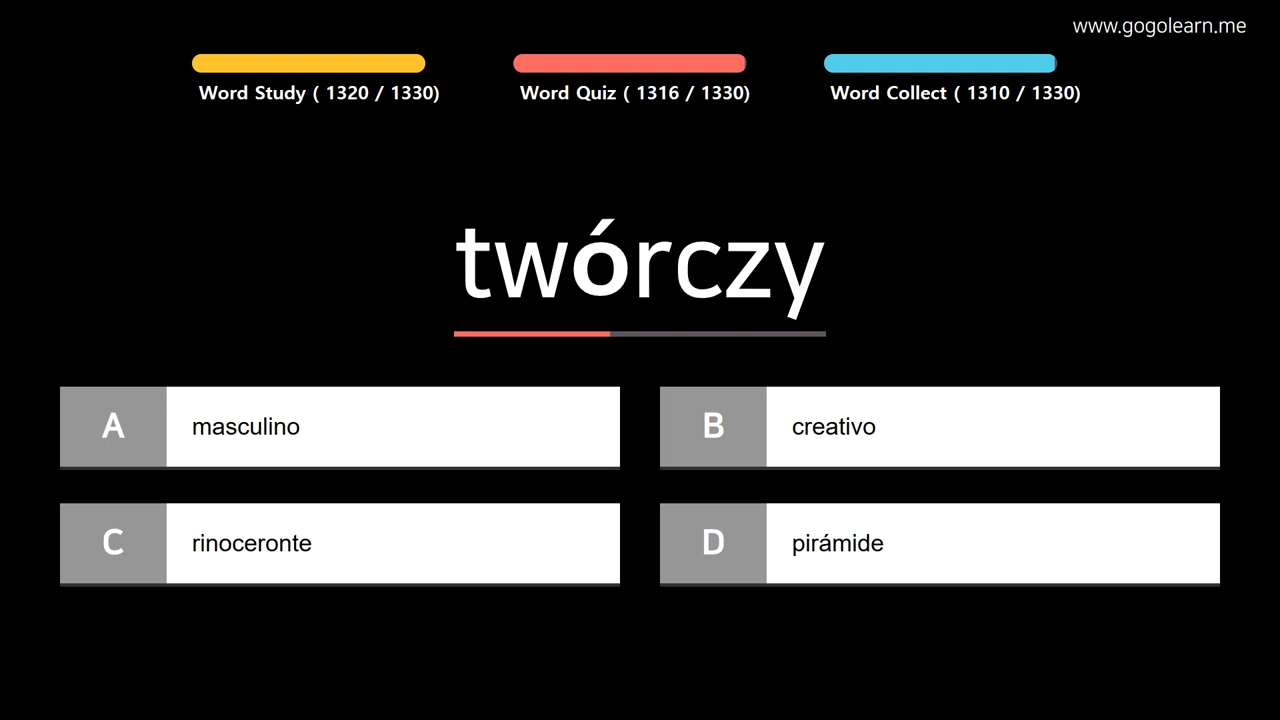 www.gogolearn.me
Word Study ( 1320 / 1330)
Word Quiz ( 1316 / 1330)
Word Collect ( 1310 / 1330)
twórczy
A masculino
B creativo
C rinoceronte
D pirámide